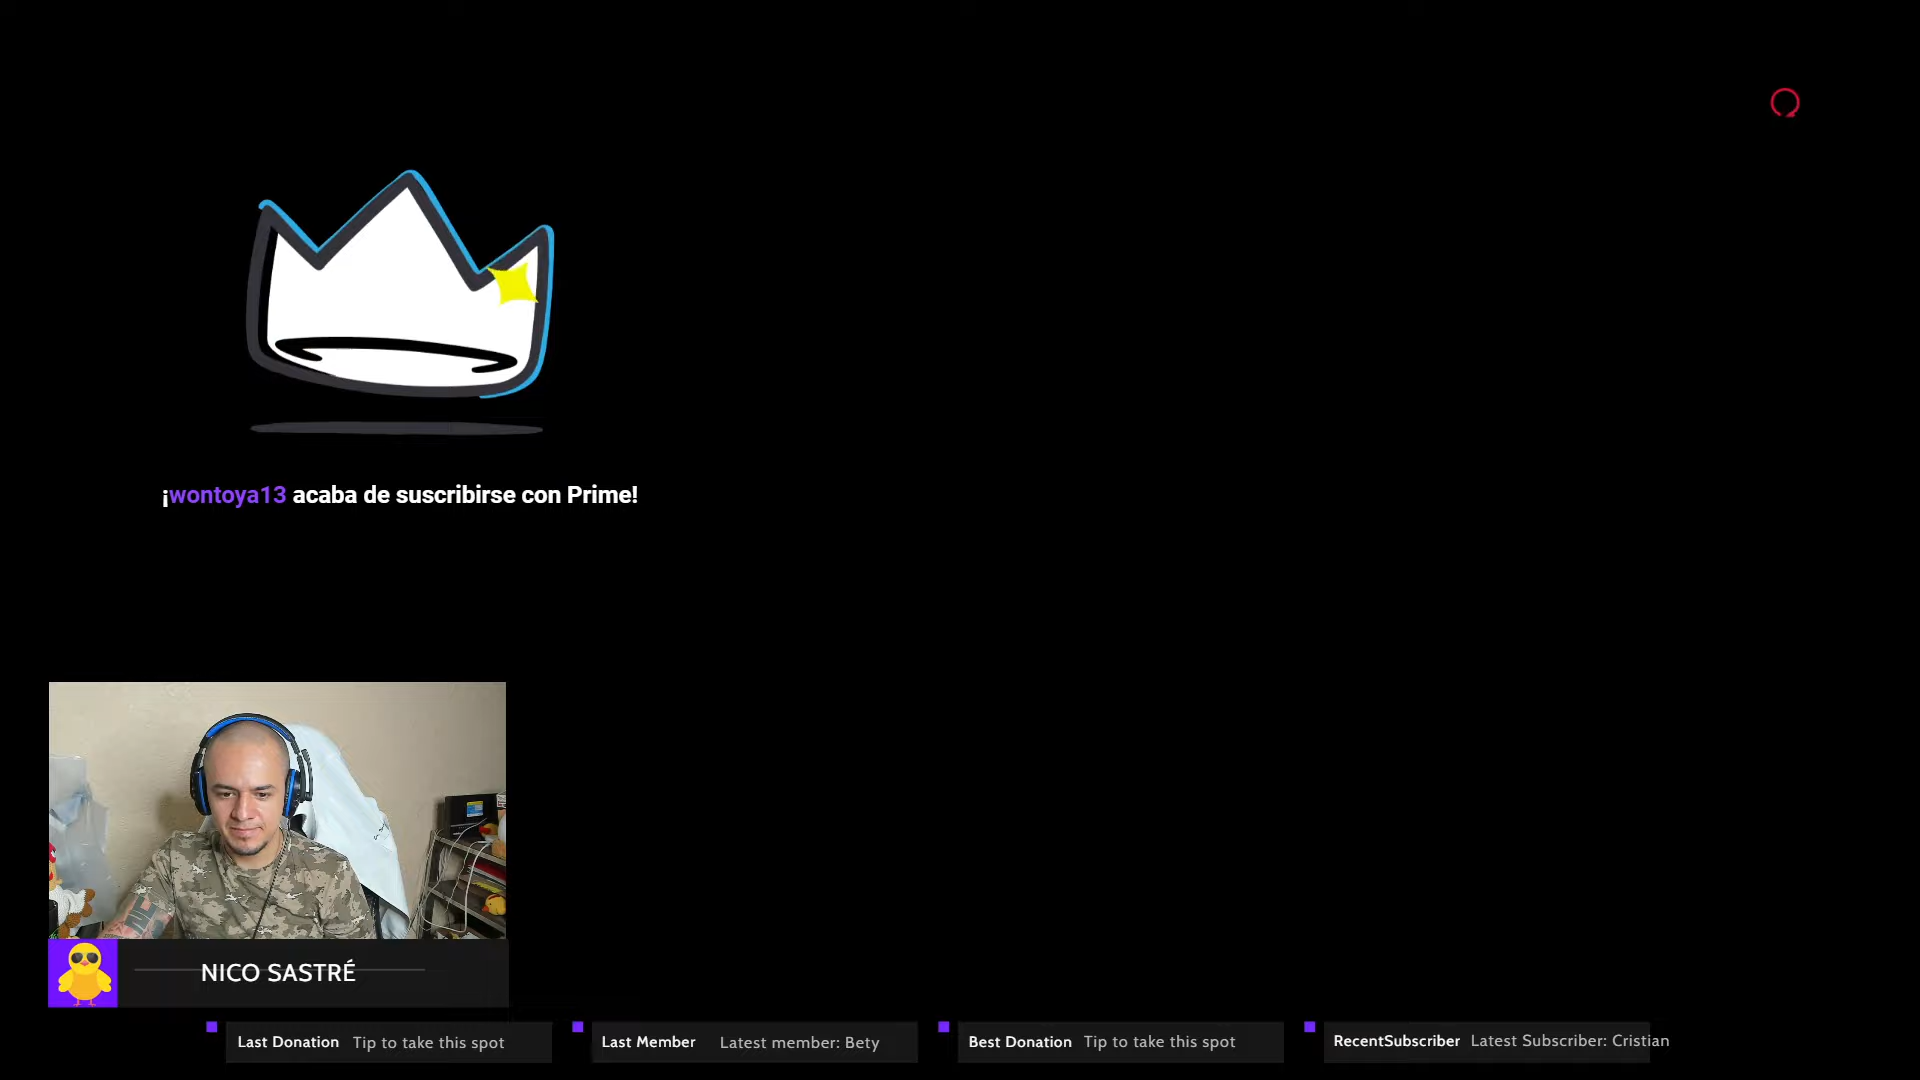 ¡wontoya13 acaba de suscribirse con Prime!
NICO SASTRÉ
Last Donation Tip to take this spot
Last Member Latest member: Bety
Best Donation Tip to take this spot
RecentSubscriber Latest Subscriber: Cristian